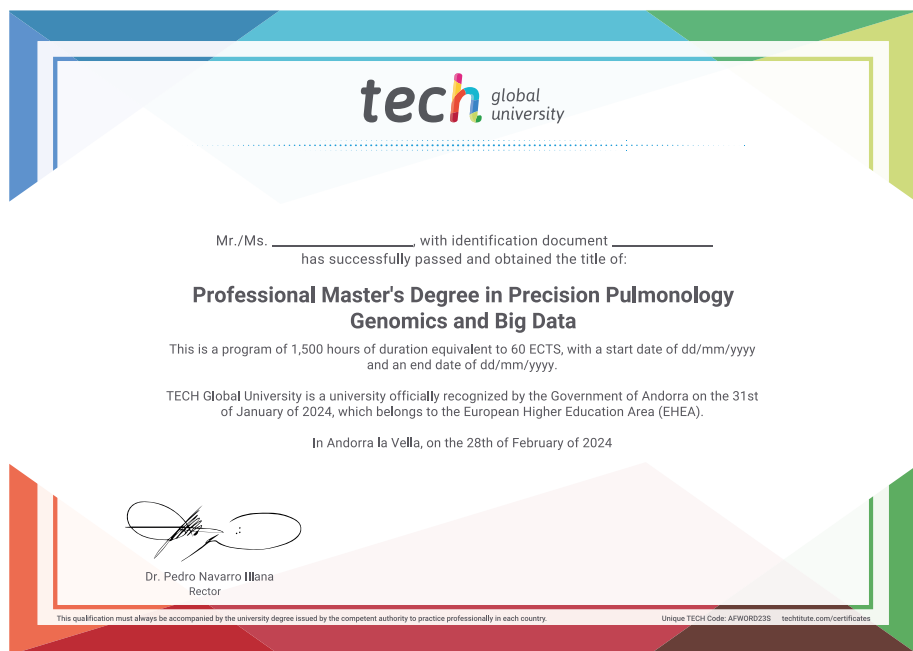 tech global
university
Mr./Ms. ____________________, with identification document ______________
has successfully passed and obtained the title of:
Professional Master's Degree in Precision Pulmonology
Genomics and Big Data
This is a program of 1,500 hours of duration equivalent to 60 ECTS, with a start date of dd/mm/yyyy
and an end date of dd/mm/yyyy.
TECH Global University is a university officially recognized by the Government of Andorra on the 31st
of January of 2024, which belongs to the European Higher Education Area (EHEA).
In Andorra la Vella, on the 28th of February of 2024
Dr. Pedro Navarro Illana
Rector
This qualification must always be accompanied by the university degree issued by the competent authority to practice professionally in each country. Unique TECH Code: AFWORD23S techtitute.com/certificates